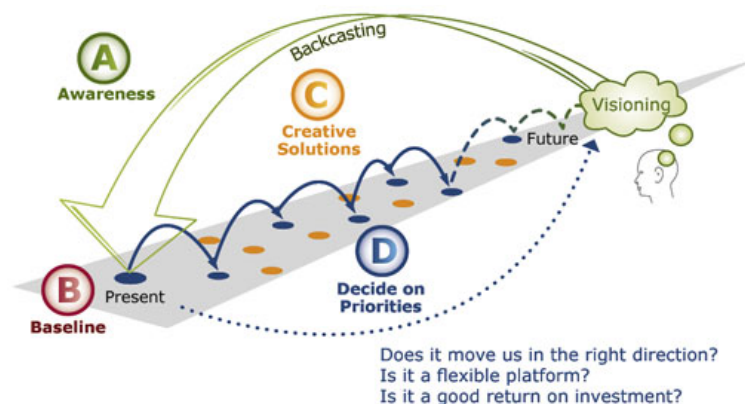 Backcasting
A
Awareness
C
Creative
Solutions
Visioning
Future
D
Decide on
Priorities
B
Present
Baseline
Does it move us in the right direction?
Is it a flexible platform?
Is it a good return on investment?